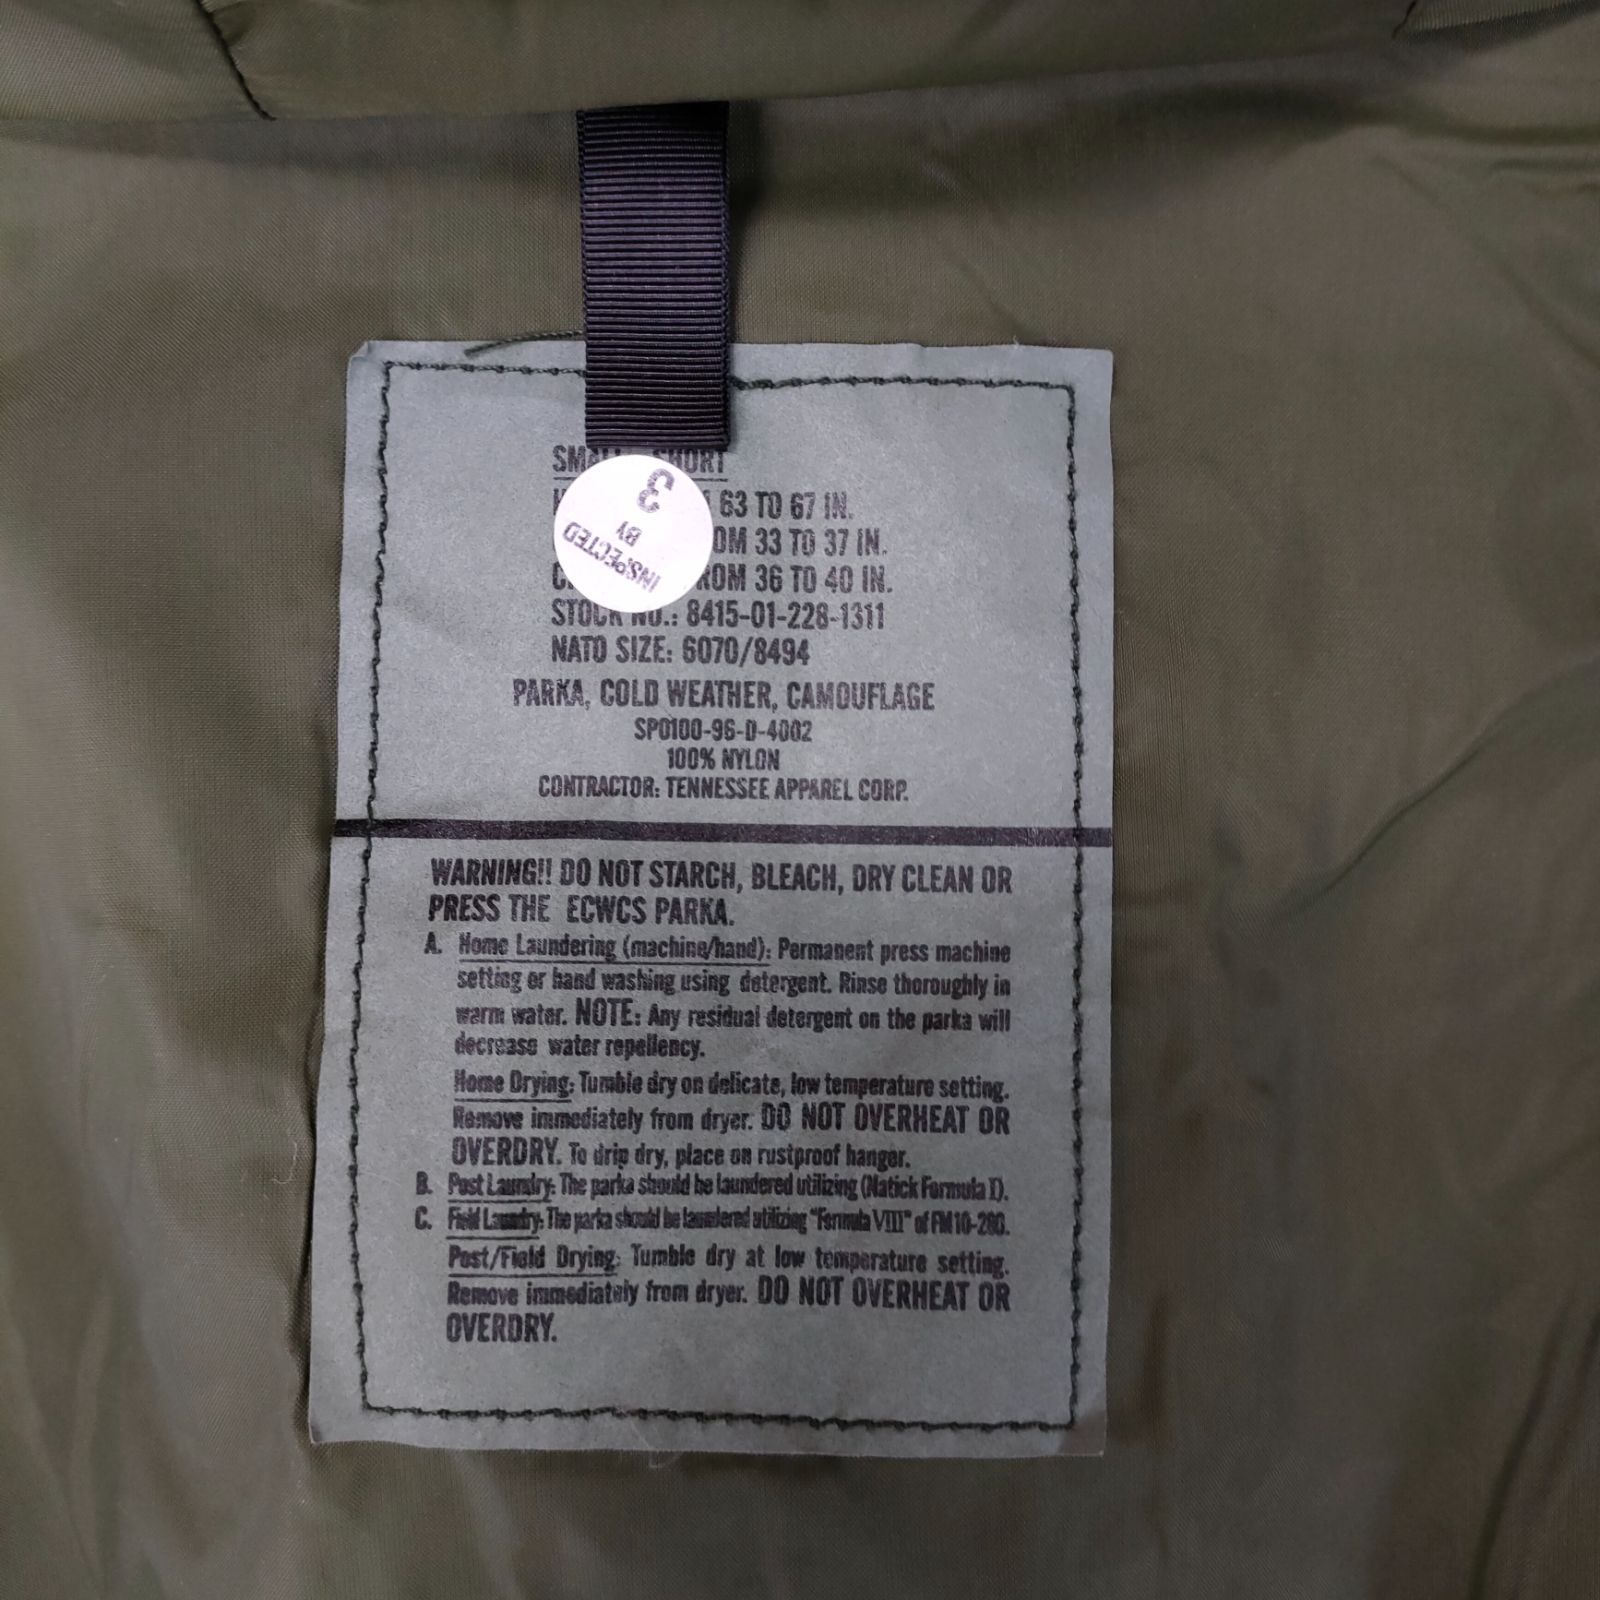 SMALL SHORT
63 TO 67 IN.
33 TO 37 IN.
36 TO 40 IN.
STOCK NO.: 8415-01-228-1311
NATO SIZE: 6070/8494
PARKA, COLD WEATHER, CAMOUFLAGE
SPO100-96-D-4002
100% NYLON
CONTRACTOR: TENNESSEE APPAREL CORP.
INSPECTED
BY
3
WARNING!! DO NOT STARCH, BLEACH, DRY CLEAN OR
PRESS THE ECWCS PARKA.
A. Home Laundering (machine/hand): Permanent press machine
setting or hand washing using detergent. Rinse thoroughly in
warm water. NOTE: Any residual detergent on the parka will
decrease water repellency.
Home Drying: Tumble dry on delicate, low temperature setting.
Remove immediately from dryer. DO NOT OVERHEAT OR
OVERDRY. To drip dry, place on rustproof hanger.
B. Post Laundry: The parka should be laundered utilizing (Natick Formula I).
C. Field Laundry: The parka should be laundered utilizing "Formula VIII" of FM10-280.
Post/Field Drying: Tumble dry at low temperature setting.
Remove immediately from dryer. DO NOT OVERHEAT OR
OVERDRY.